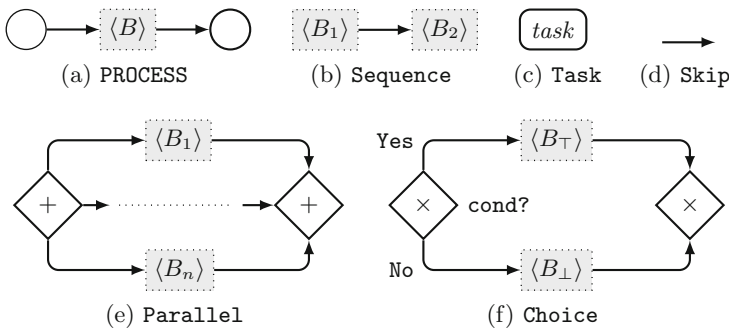 ⟨B⟩ ⟨B₁⟩ ⟨B₂⟩ task
(a) PROCESS (b) Sequence (c) Task (d) Skip
⟨B₁⟩ Yes ⟨B⊤⟩
+ + × cond? ×
⟨Bₙ⟩ No ⟨B⊥⟩
(e) Parallel (f) Choice